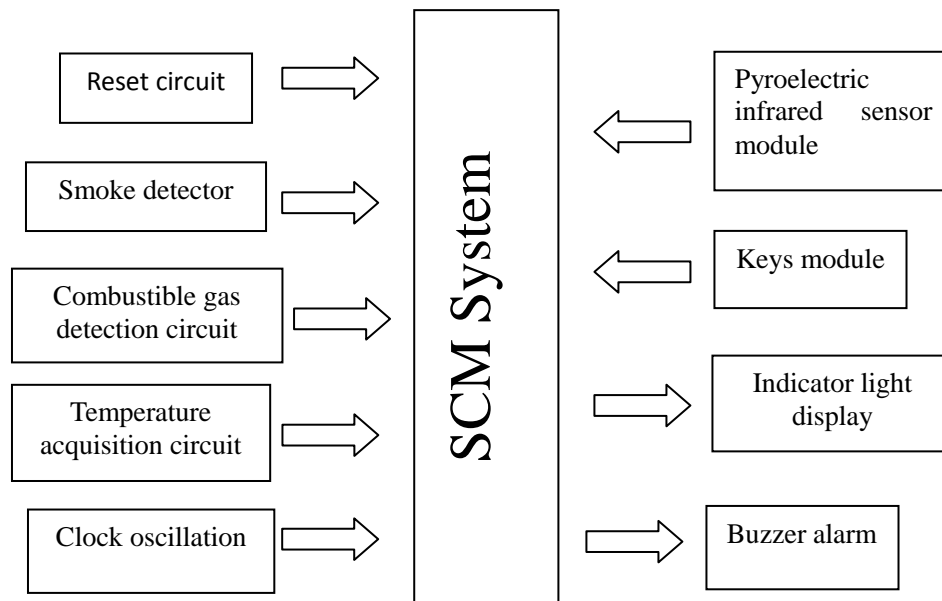 Reset circuit
Smoke detector
Combustible gas
detection circuit
Temperature
acquisition circuit
Clock oscillation
SCM System
Pyroelectric
infrared sensor
module
Keys module
Indicator light
display
Buzzer alarm